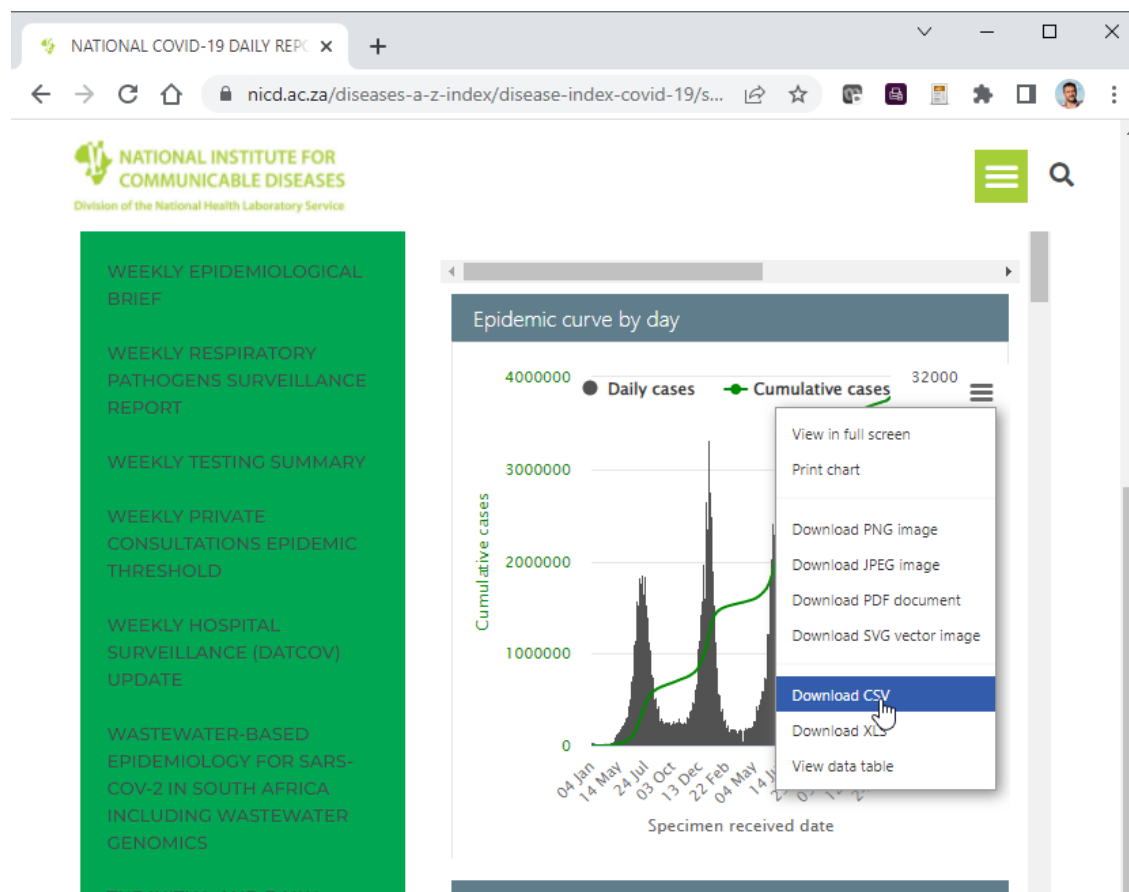 NATIONAL COVID-19 DAILY REPO
nicd.ac.za/diseases-a-z-index/disease-index-covid-19/s...
NATIONAL INSTITUTE FOR
COMMUNICABLE DISEASES
Division of the National Health Laboratory Service
WEEKLY EPIDEMIOLOGICAL
BRIEF
WEEKLY RESPIRATORY
PATHOGENS SURVEILLANCE
REPORT
WEEKLY TESTING SUMMARY
WEEKLY PRIVATE
CONSULTATIONS EPIDEMIC
THRESHOLD
WEEKLY HOSPITAL
SURVEILLANCE (DATCOV)
UPDATE
WASTEWATER-BASED
EPIDEMIOLOGY FOR SARS-
COV-2 IN SOUTH AFRICA
INCLUDING WASTEWATER
GENOMICS
Epidemic curve by day
Daily cases
Cumulative cases
4000000
3000000
2000000
1000000
0
32000
Cumulative cases
04 Jan
14 May
24 Jul
03 Oct
13 Dec
22 Feb
04 May
Specimen received date
View in full screen
Print chart
Download PNG image
Download JPEG image
Download PDF document
Download SVG vector image
Download CSV
Download XLS
View data table